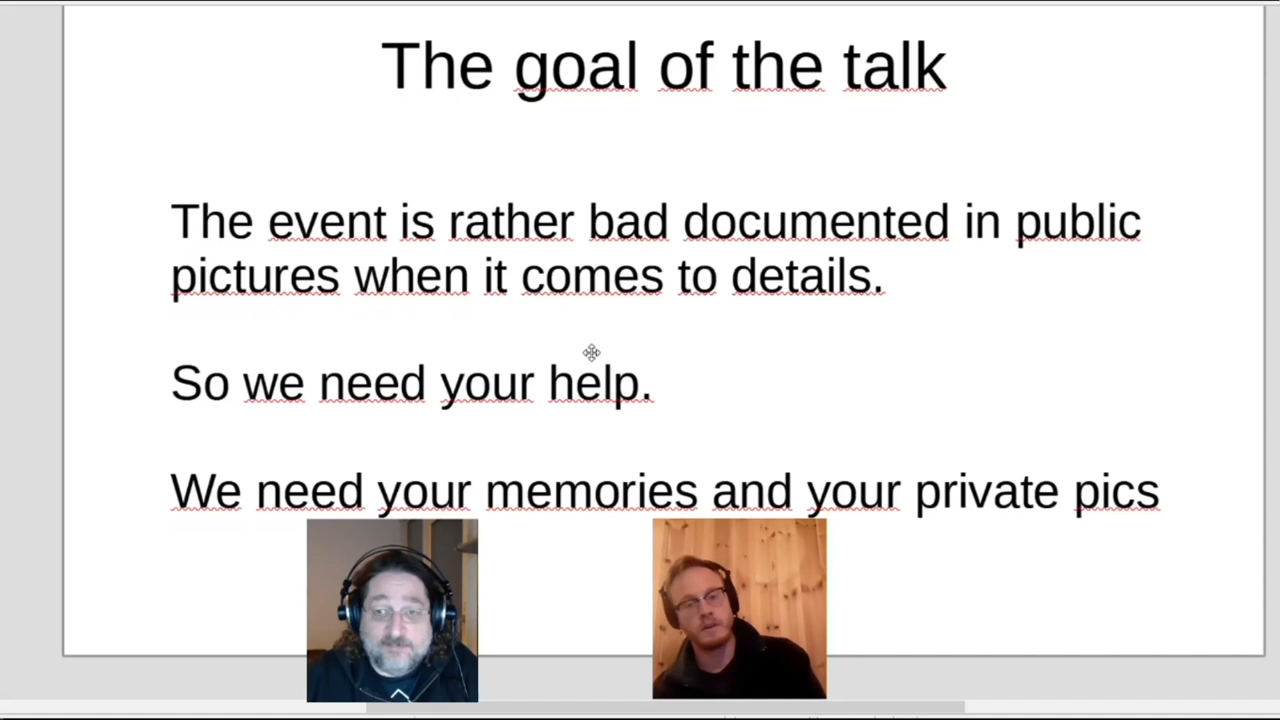 The goal of the talk
The event is rather bad documented in public
pictures when it comes to details.
So we need your help.
We need your memories and your private pics